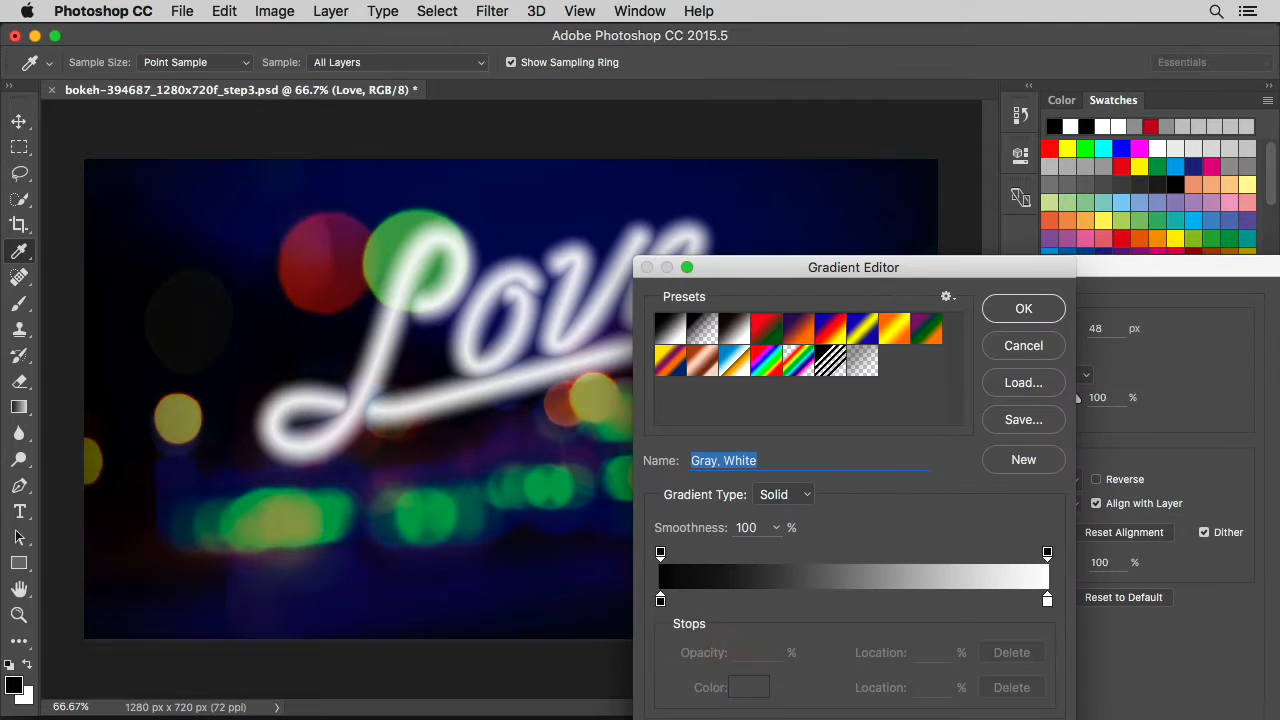 Photoshop CC File Edit Image Layer Type Select Filter 3D View Window Help
Adobe Photoshop CC 2015.5
Sample Size: Point Sample Sample: All Layers Show Sampling Ring Essentials
bokeh-394687_1280x720f_step3.psd @ 66.7% (Love, RGB/8) *
Color Swatches
Love
Gradient Editor
Presets
OK
48 px
Cancel
Load...
100 %
Save...
Name: Gray, White
New
Reverse
Gradient Type: Solid
Align with Layer
Smoothness: 100 %
Reset Alignment Dither
100 %
Reset to Default
Stops
Opacity: % Location: % Delete
Color: Location: % Delete
66.67% 1280 px x 720 px (72 ppi)